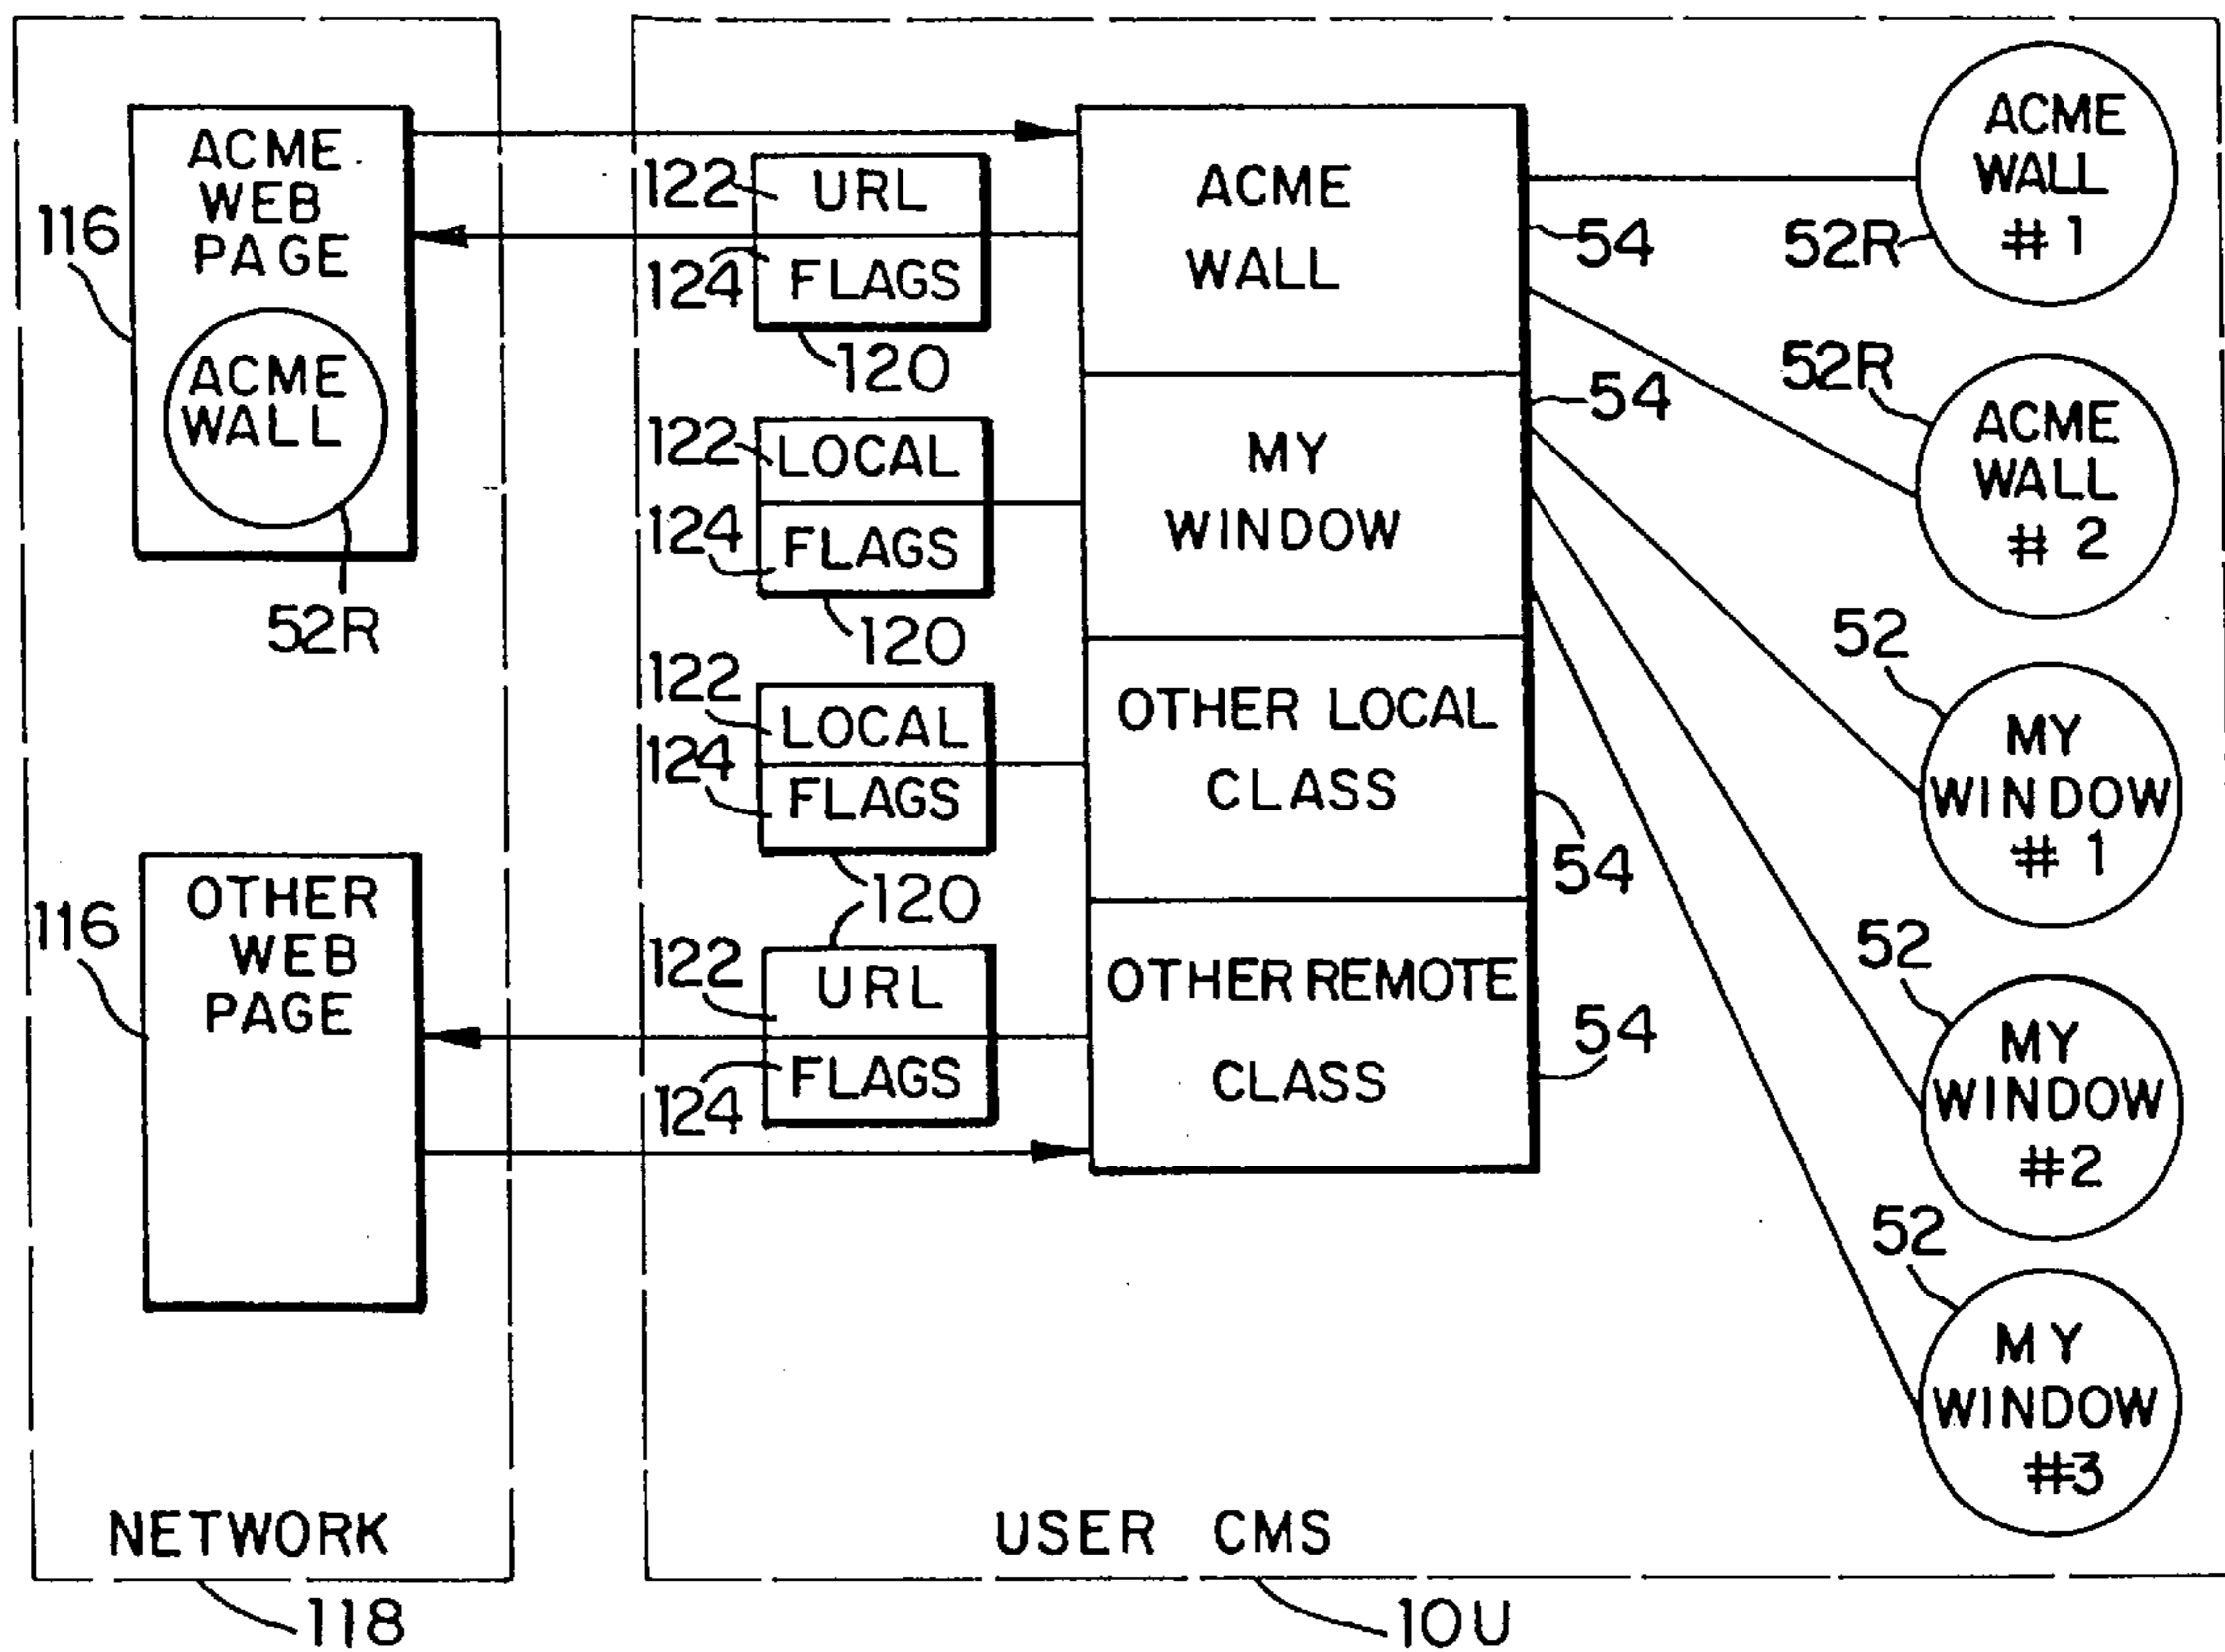 ACME
WEB
PAGE
116
ACME
WALL
52R
OTHER
WEB
PAGE
116
NETWORK
118
122
URL
124
FLAGS
120
122
LOCAL
124
FLAGS
120
122
LOCAL
124
FLAGS
120
122
URL
124
FLAGS
ACME
WALL
54
MY
WINDOW
54
OTHER LOCAL
CLASS
54
OTHER REMOTE
CLASS
54
ACME
WALL
# 1
52R
52R
ACME
WALL
# 2
52
MY
WINDOW
# 1
52
MY
WINDOW
#2
52
MY
WINDOW
#3
USER CMS
10U